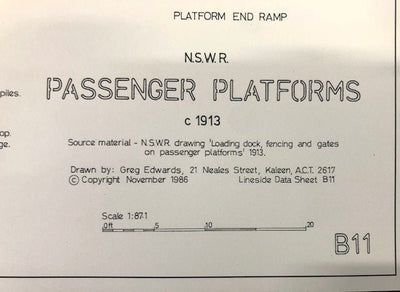 PLATFORM END RAMP
N.S.W.R.
piles.
PASSENGER PLATFORMS
c 1913
op.
ge.
Source material - N.S.W.R. drawing 'Loading dock, fencing and gates
on passenger platforms' 1913.
Drawn by: Greg Edwards, 21 Neales Street, Kaleen, A.C.T. 2617
© Copyright November 1986 Lineside Data Sheet B11
Scale 1:87·1
0ft 5 10 20
B11